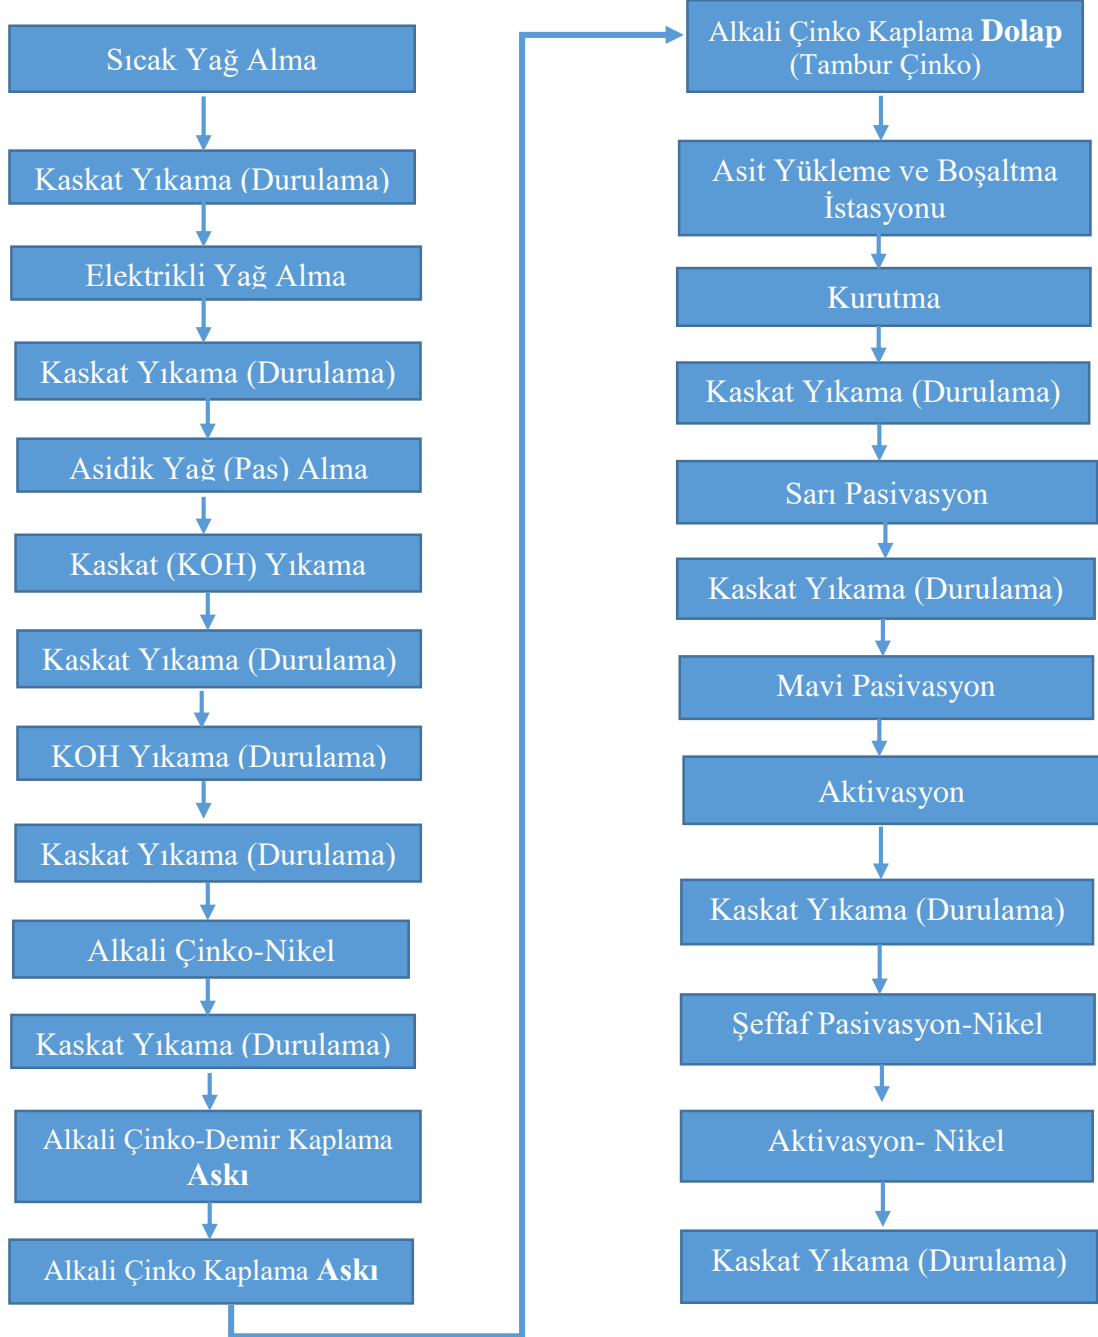 Sıcak Yağ Alma
Kaskat Yıkama (Durulama)
Elektrikli Yağ Alma
Kaskat Yıkama (Durulama)
Asidik Yağ (Pas) Alma
Kaskat (KOH) Yıkama
Kaskat Yıkama (Durulama)
KOH Yıkama (Durulama)
Kaskat Yıkama (Durulama)
Alkali Çinko-Nikel
Kaskat Yıkama (Durulama)
Alkali Çinko-Demir Kaplama
Askı
Alkali Çinko Kaplama Askı
Alkali Çinko Kaplama Dolap
(Tambur Çinko)
Asit Yükleme ve Boşaltma
İstasyonu
Kurutma
Kaskat Yıkama (Durulama)
Sarı Pasivasyon
Kaskat Yıkama (Durulama)
Mavi Pasivasyon
Aktivasyon
Kaskat Yıkama (Durulama)
Şeffaf Pasivasyon-Nikel
Aktivasyon- Nikel
Kaskat Yıkama (Durulama)